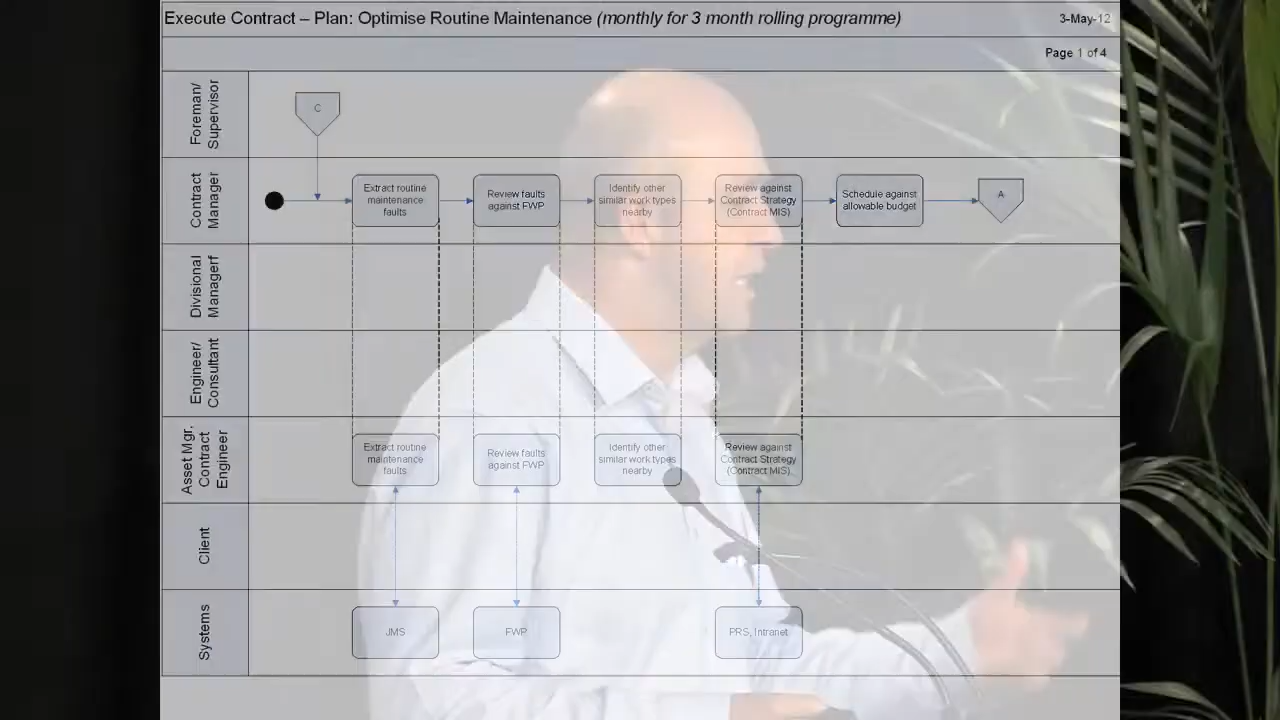 Execute Contract – Plan: Optimise Routine Maintenance (monthly for 3 month rolling programme)
3-May-12
Page 1 of 4
Foreman/
Supervisor
C
Contract
Manager
Extract routine
maintenance
faults
Review faults
against FWP
Identify other
similar work types
nearby
Review against
Contract Strategy
(Contract MIS)
Schedule against
allowable budget
A
Divisional
Managerf
Engineer/
Consultant
Asset Mgr,
Contract
Engineer
Extract routine
maintenance
faults
Review faults
against FWP
Identify other
similar work types
nearby
Review against
Contract Strategy
(Contract MIS)
Client
Systems
JMS
FWP
PRS, Intranet